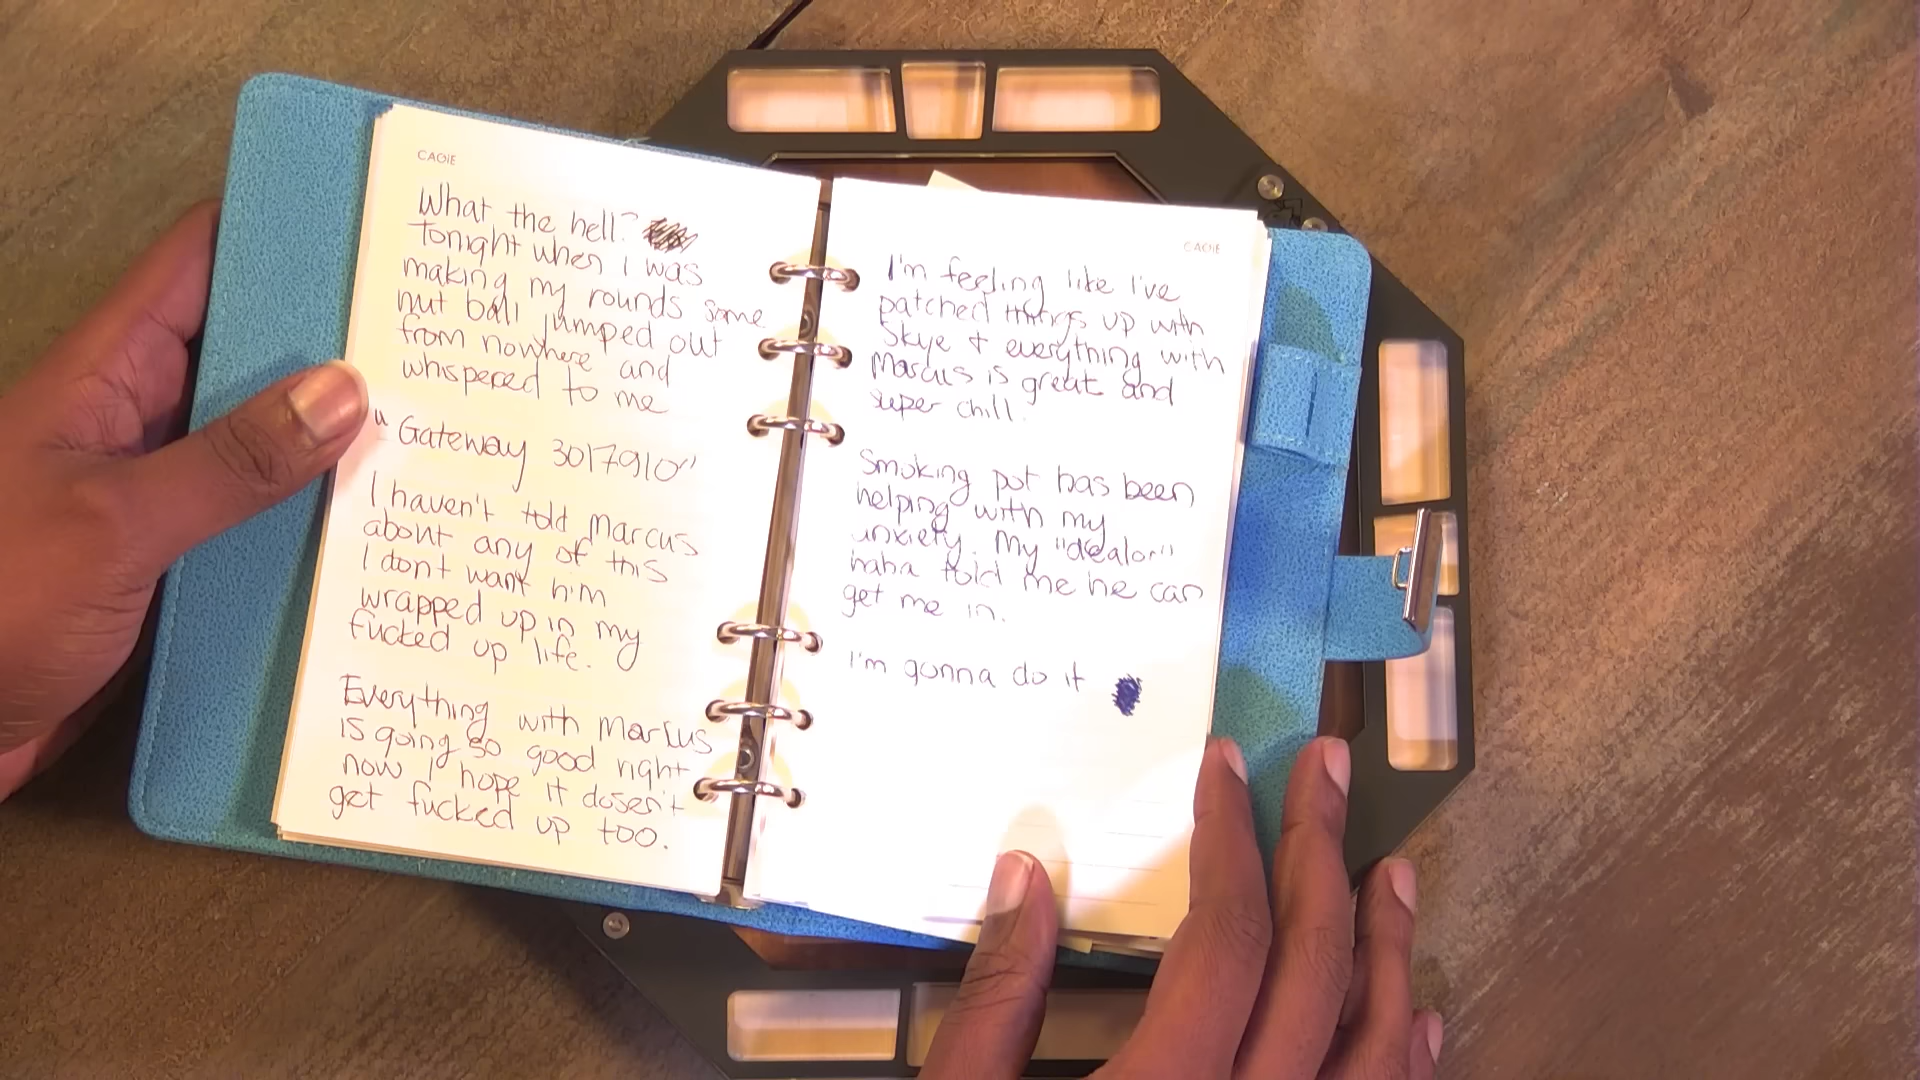 CAGIE
What the hell?
Tonight when I was
making my rounds some
nut ball jumped out
from nowhere and
whispered to me
"Gateway 3017910"
I haven't told Marcus
about any of this
I dont want him
wrapped up in my
fucked up life.
Everything with Marcus
is going so good right
now I hope it dosen't
get fucked up too.
CAGIE
I'm feeling like I've
patched things up with
Skye + everything with
Marcus is great and
super chill.
Smoking pot has been
helping with my
anxiety. My "dealor"
haha told me he can
get me in.
I'm gonna do it